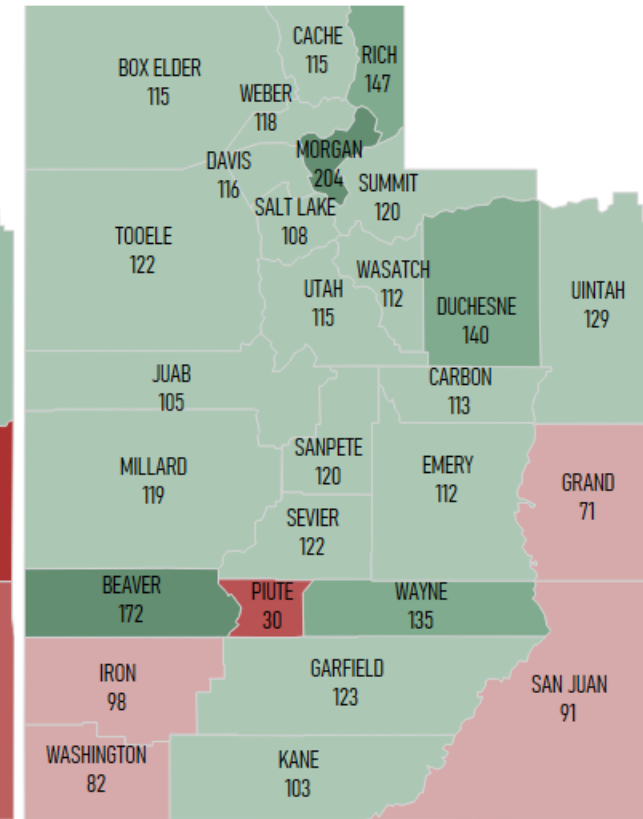 CACHE
115
RICH
147
BOX ELDER
115
WEBER
118
MORGAN
204
DAVIS
116
SUMMIT
120
SALT LAKE
108
TOOELE
122
WASATCH
112
UTAH
115
DUCHESNE
140
UINTAH
129
JUAB
105
CARBON
113
SANPETE
120
MILLARD
119
EMERY
112
GRAND
71
SEVIER
122
BEAVER
172
PIUTE
30
WAYNE
135
IRON
98
GARFIELD
123
SAN JUAN
91
WASHINGTON
82
KANE
103